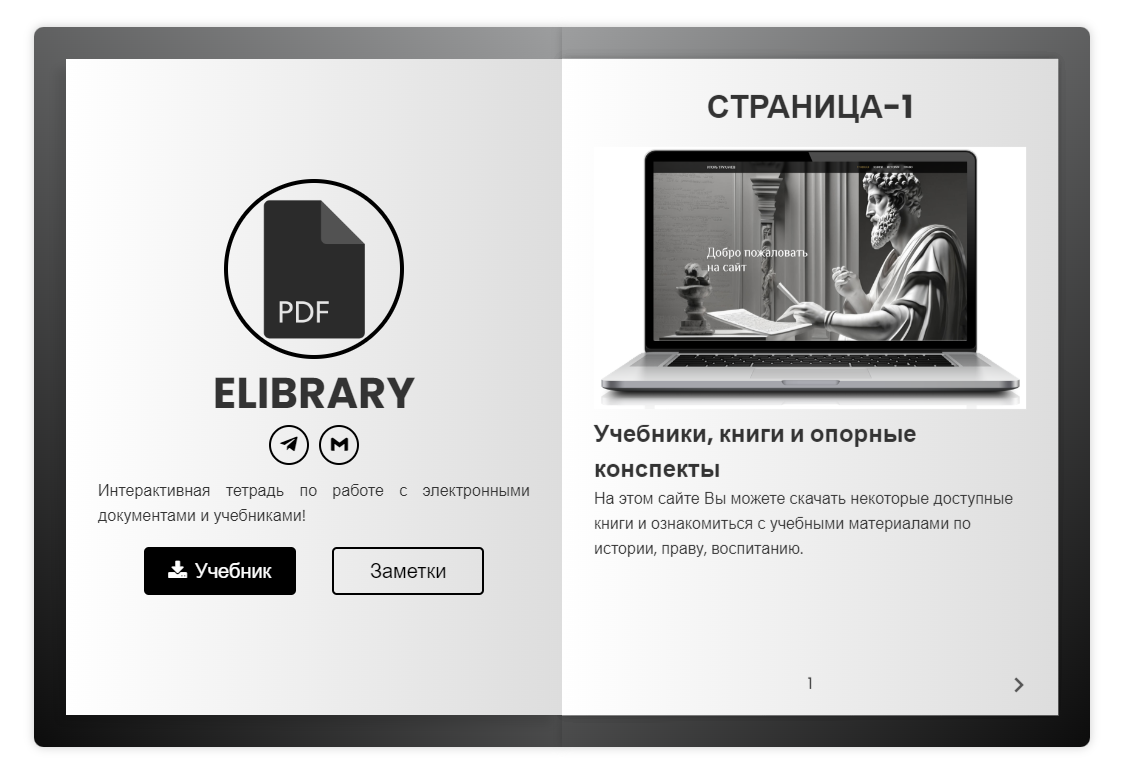 PDF
ELIBRARY
Интерактивная тетрадь по работе с электронными
документами и учебниками!
Учебник
Заметки
СТРАНИЦА-1
Добро пожаловать
на сайт
Учебники, книги и опорные
конспекты
На этом сайте Вы можете скачать некоторые доступные
книги и ознакомиться с учебными материалами по
истории, праву, воспитанию.
1